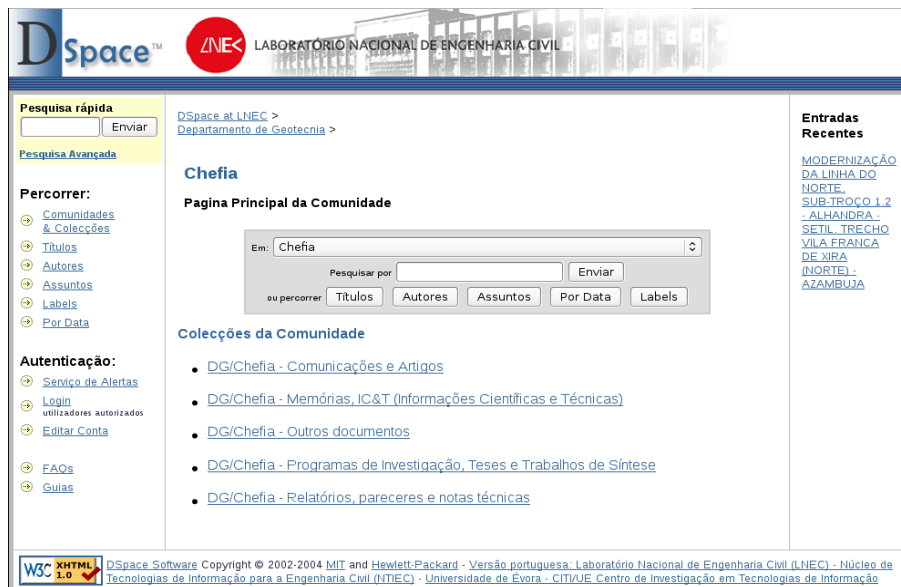 DSpace™
LNEC LABORATÓRIO NACIONAL DE ENGENHARIA CIVIL
Pesquisa rápida
Enviar
Pesquisa Avançada
Percorrer:
Comunidades
& Colecções
Títulos
Autores
Assuntos
Labels
Por Data
Autenticação:
Serviço de Alertas
Login
utilizadores autorizados
Editar Conta
FAQs
Guias
DSpace at LNEC >
Departamento de Geotecnia >
Chefia
Pagina Principal da Comunidade
Em: Chefia
Pesquisar por Enviar
ou percorrer Títulos Autores Assuntos Por Data Labels
Colecções da Comunidade
DG/Chefia - Comunicações e Artigos
DG/Chefia - Memórias, IC&T (Informações Científicas e Técnicas)
DG/Chefia - Outros documentos
DG/Chefia - Programas de Investigação, Teses e Trabalhos de Síntese
DG/Chefia - Relatórios, pareceres e notas técnicas
Entradas
Recentes
MODERNIZAÇÃO
DA LINHA DO
NORTE.
SUB-TROÇO 1.2
- ALHANDRA -
SETIL. TRECHO
VILA FRANCA
DE XIRA
(NORTE) -
AZAMBUJA
W3C XHTML 1.0
DSpace Software Copyright © 2002-2004 MIT and Hewlett-Packard - Versão portuguesa: Laboratório Nacional de Engenharia Civil (LNEC) - Núcleo de
Tecnologias de Informação para a Engenharia Civil (NTIEC) - Universidade de Évora - CITI/UE Centro de Investigação em Tecnologias de Informação